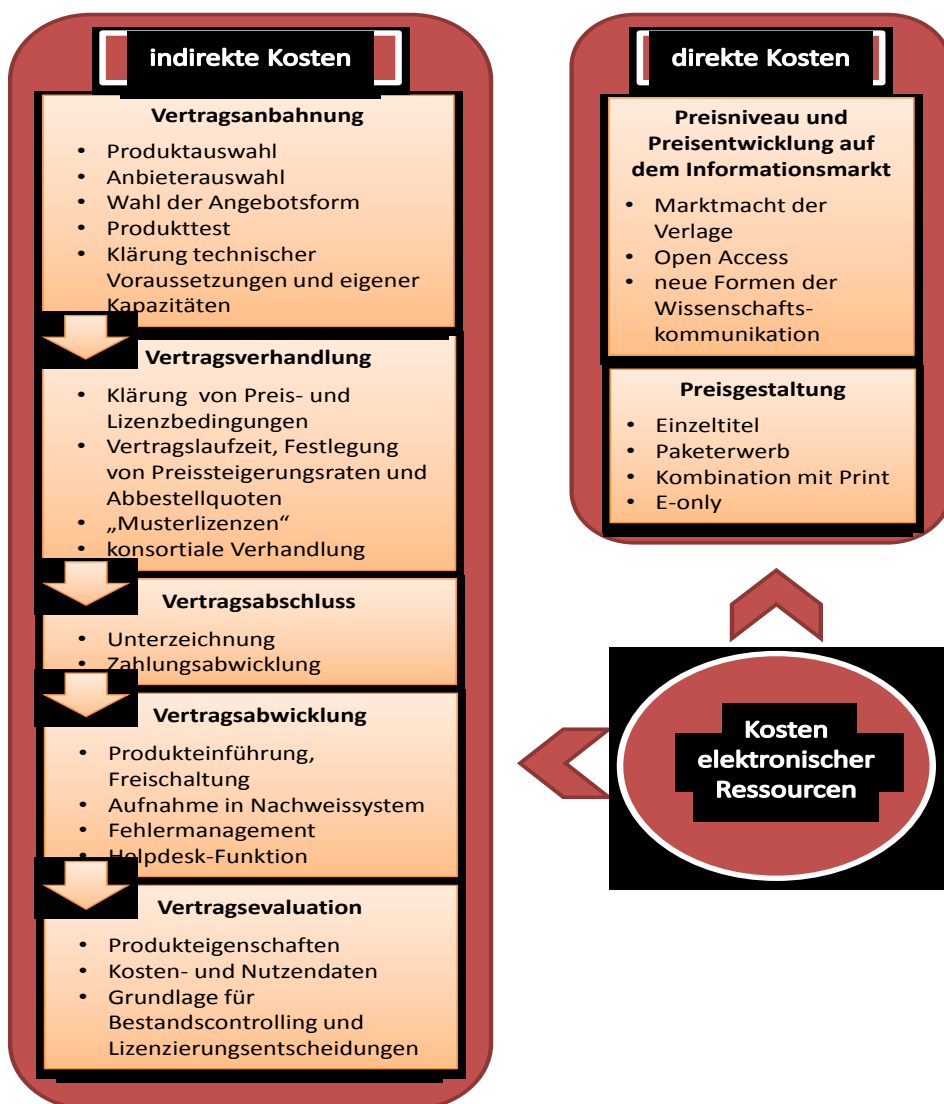 indirekte Kosten
Vertragsanbahnung
• Produktauswahl
• Anbieterauswahl
• Wahl der Angebotsform
• Produkttest
• Klärung technischer
Voraussetzungen und eigener
Kapazitäten
Vertragsverhandlung
• Klärung von Preis- und
Lizenzbedingungen
• Vertragslaufzeit, Festlegung
von Preissteigerungsraten und
Abbestellquoten
• „Musterlizenzen“
• konsortiale Verhandlung
Vertragsabschluss
• Unterzeichnung
• Zahlungsabwicklung
Vertragsabwicklung
• Produkteinführung,
Freischaltung
• Aufnahme in Nachweissystem
• Fehlermanagement
• Helpdesk-Funktion
Vertragsevaluation
• Produkteigenschaften
• Kosten- und Nutzendaten
• Grundlage für
Bestandscontrolling und
Lizenzierungsentscheidungen
direkte Kosten
Preisniveau und
Preisentwicklung auf
dem Informationsmarkt
• Marktmacht der
Verlage
• Open Access
• neue Formen der
Wissenschafts-
kommunikation
Preisgestaltung
• Einzeltitel
• Paketerwerb
• Kombination mit Print
• E-only
Kosten
elektronischer
Ressourcen